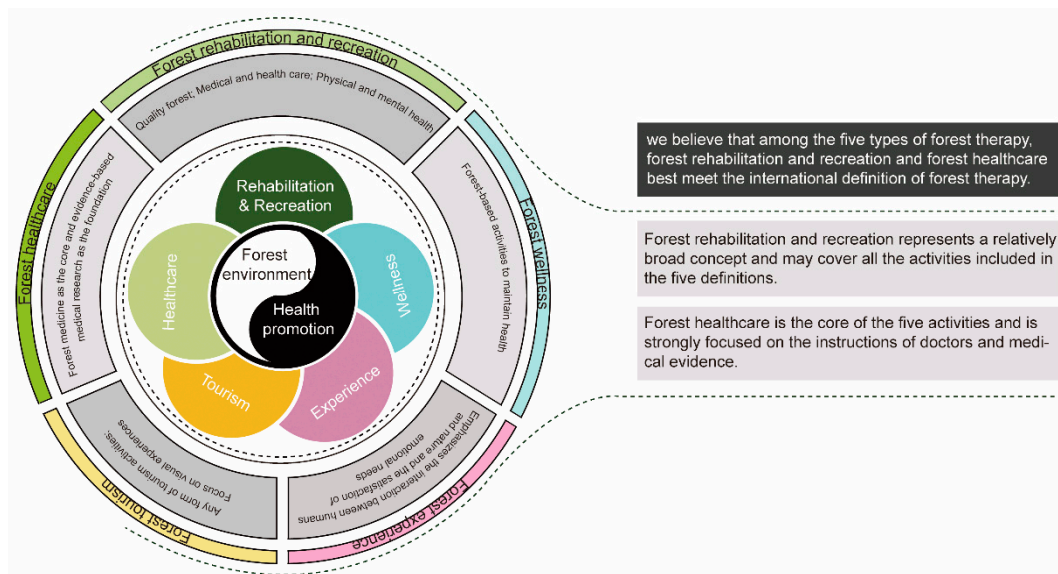 Forest rehabilitation and recreation
Quality forest; Medical and health care; Physical and mental health
Forest healthcare
Forest medicine as the core and evidence-based
medical research as the foundation
Forest wellness
Forest-based activities to maintain health
Forest tourism
Any form of tourism activities;
Focus on visual experiences
Forest experience
Emphasizes the interaction between humans
and nature and the satisfaction of
emotional needs
Rehabilitation
& Recreation
Healthcare
Wellness
Tourism
Experience
Forest
environment
Health
promotion
we believe that among the five types of forest therapy,
forest rehabilitation and recreation and forest healthcare
best meet the international definition of forest therapy.
Forest rehabilitation and recreation represents a relatively
broad concept and may cover all the activities included in
the five definitions.
Forest healthcare is the core of the five activities and is
strongly focused on the instructions of doctors and medi-
cal evidence.